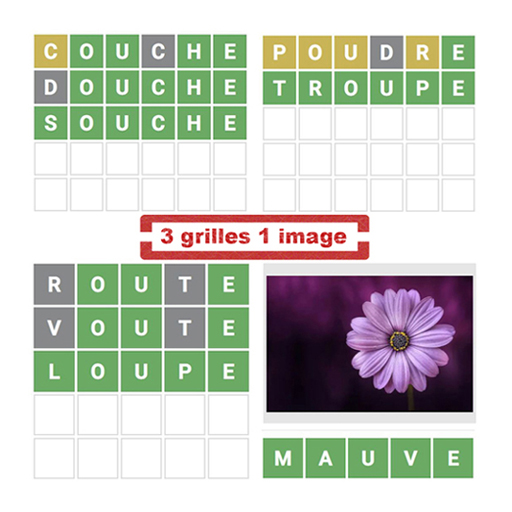 COUCHE
DOUCHE
SOUCHE
POUDRE
TROUPE
3 grilles 1 image
ROUTE
VOUTE
LOUPE
MAUVE